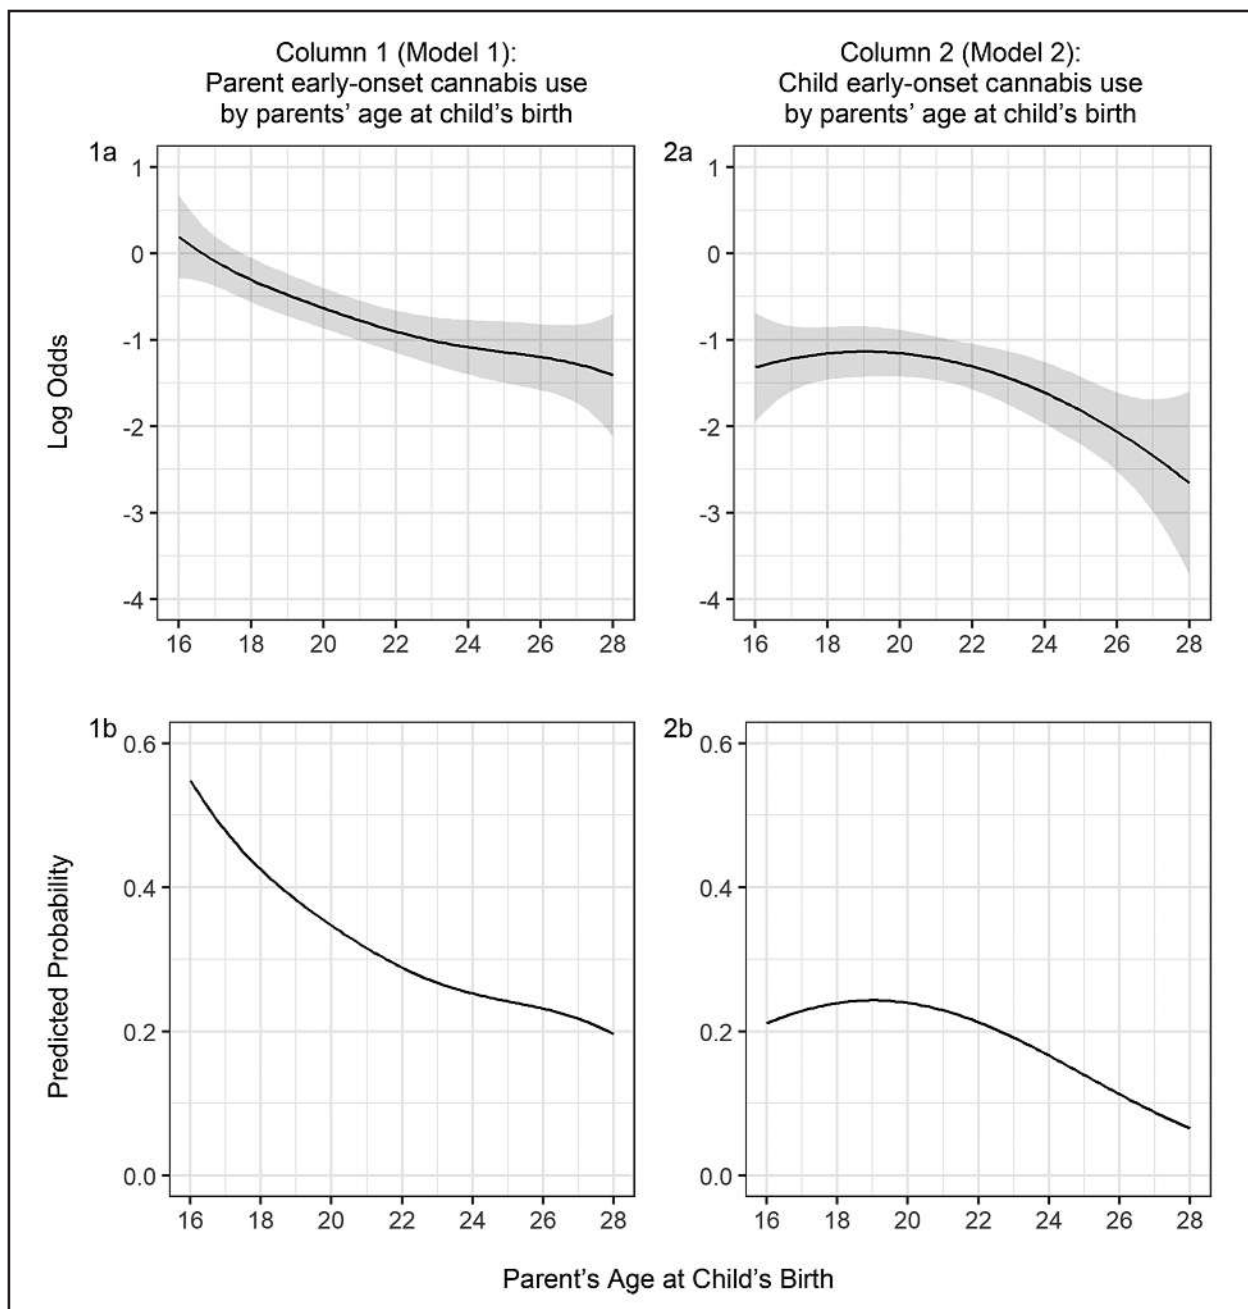 Column 1 (Model 1):
Parent early-onset cannabis use
by parents’ age at child’s birth
Column 2 (Model 2):
Child early-onset cannabis use
by parents’ age at child’s birth
1a
1
0
-1
-2
-3
-4
16 18 20 22 24 26 28
2a
1
0
-1
-2
-3
-4
16 18 20 22 24 26 28
Log Odds
1b
0.6
0.4
0.2
0.0
16 18 20 22 24 26 28
2b
0.6
0.4
0.2
0.0
16 18 20 22 24 26 28
Predicted Probability
Parent’s Age at Child’s Birth